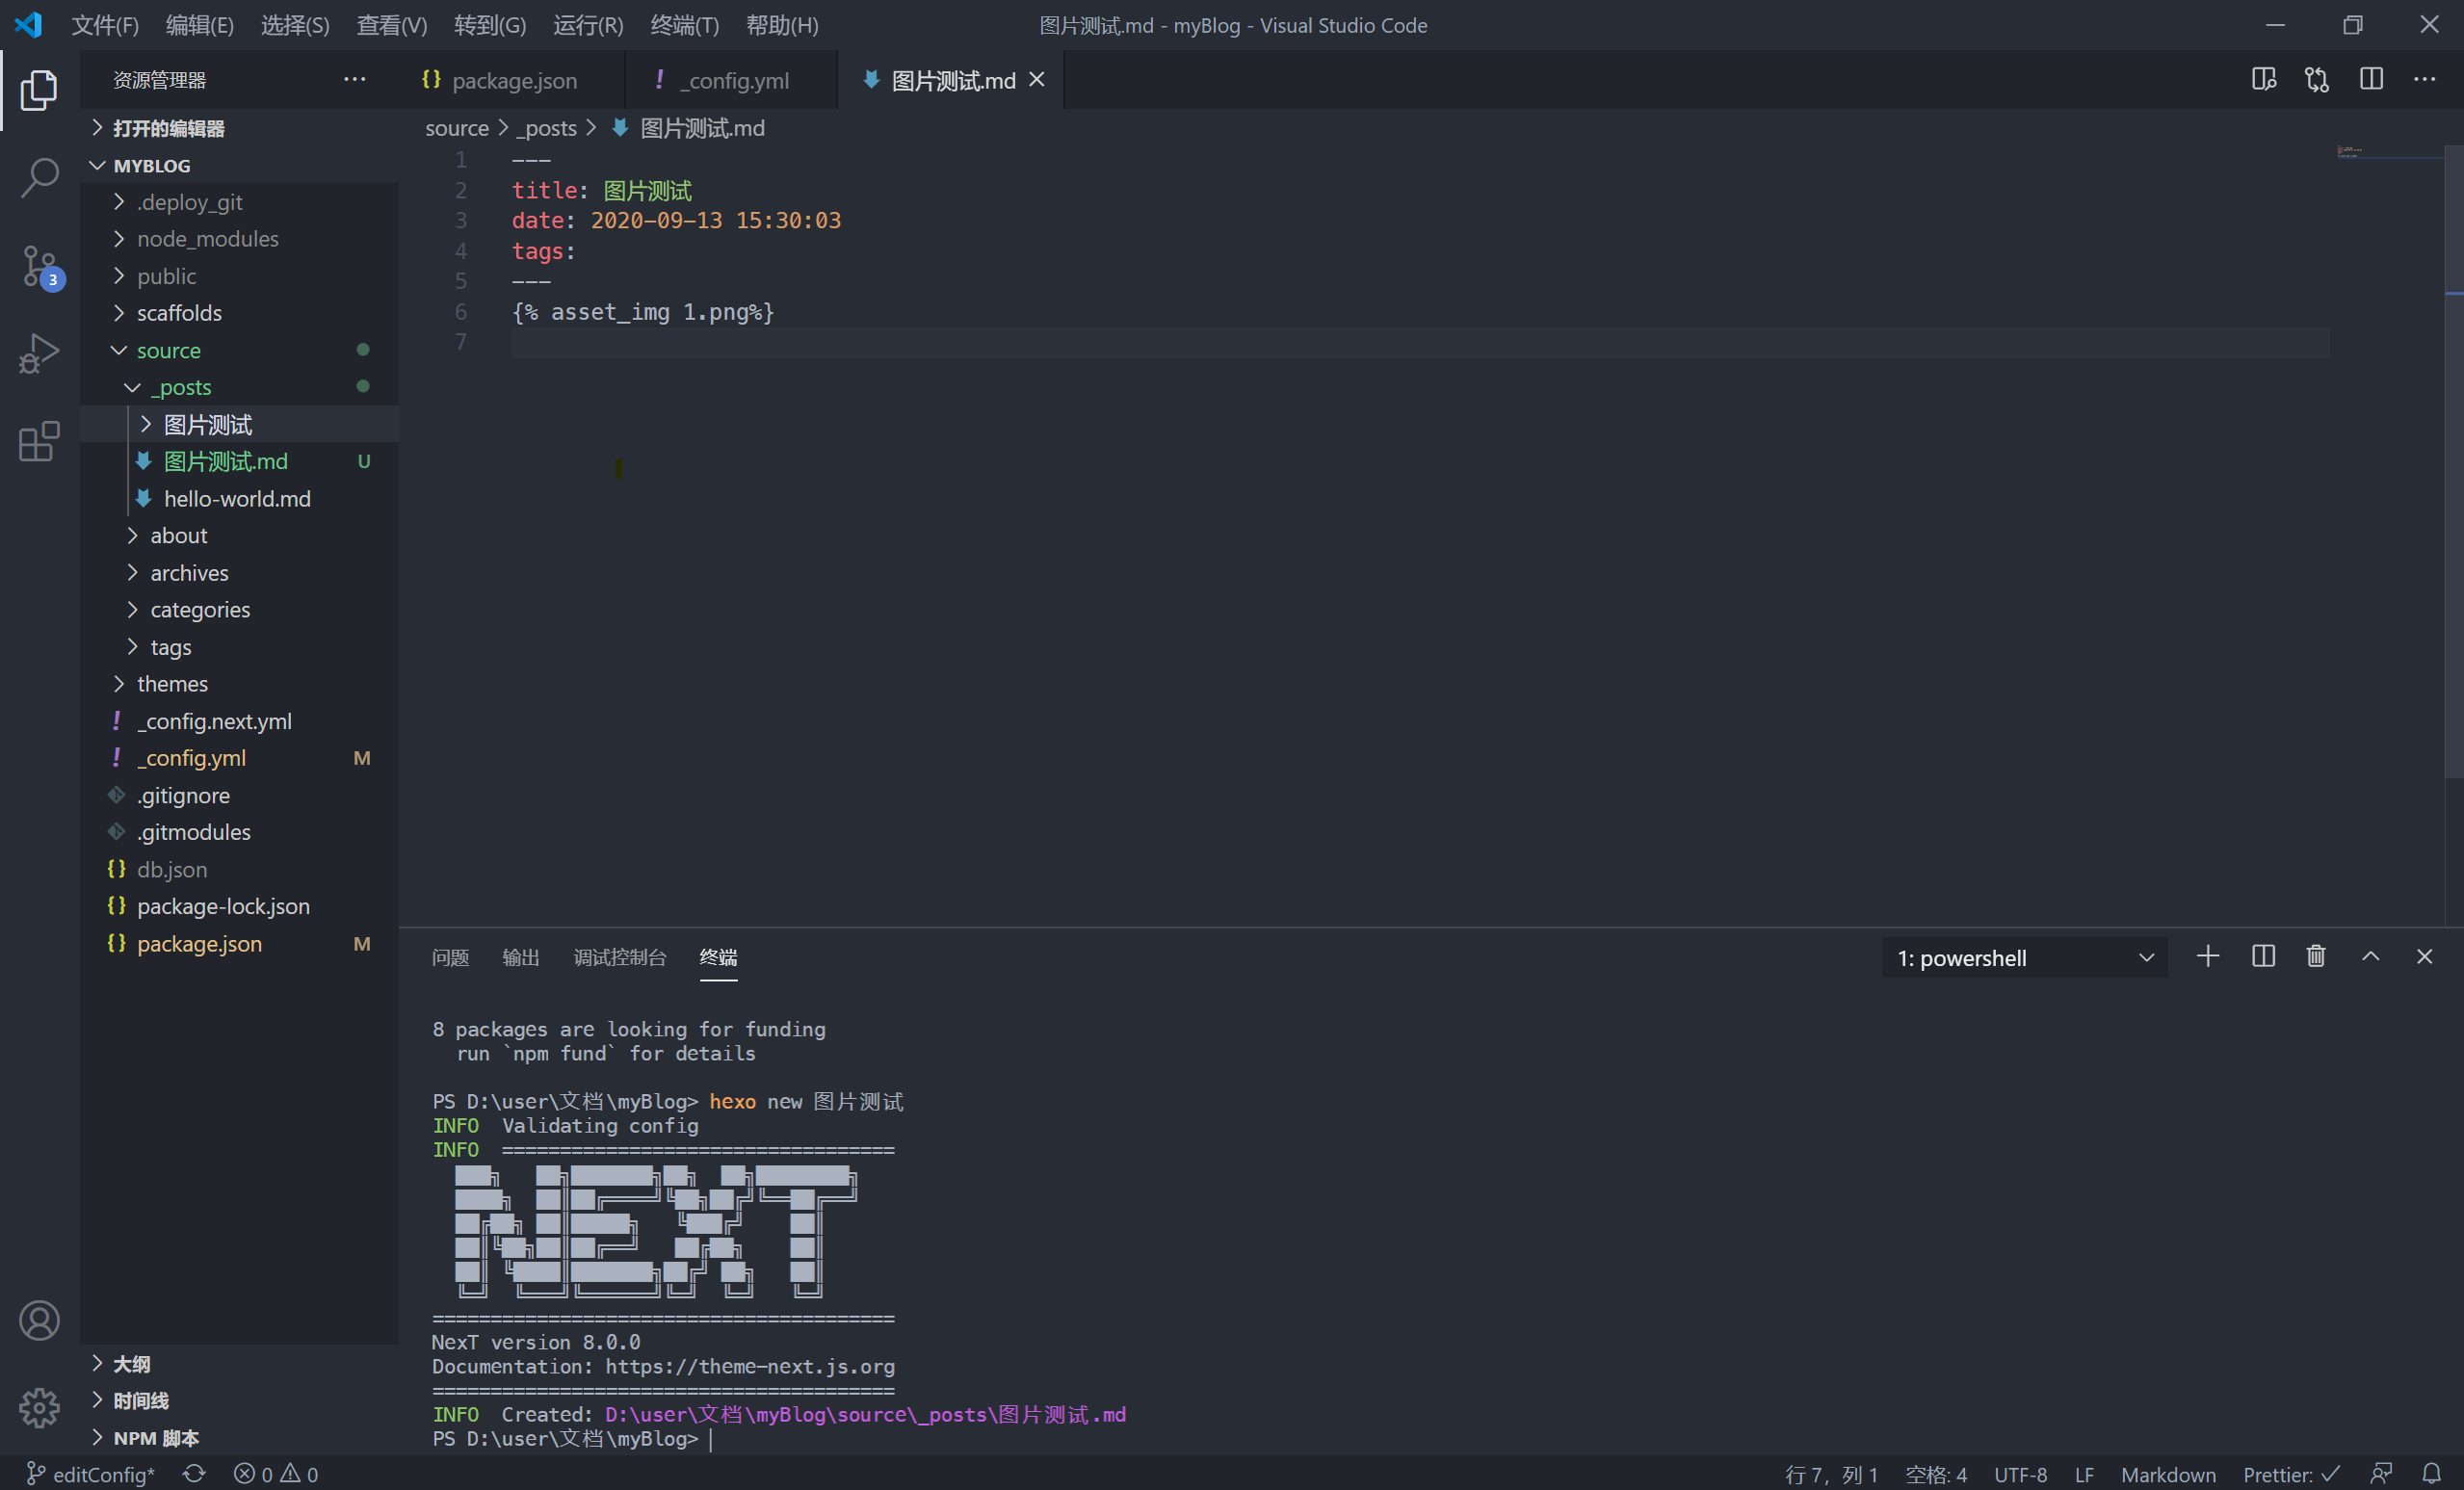 文件(F) 编辑(E) 选择(S) 查看(V) 转到(G) 运行(R) 终端(T) 帮助(H) 图片测试.md - myBlog - Visual Studio Code
资源管理器 ··· {} package.json ! _config.yml 图片测试.md
打开的编辑器
source > _posts > 图片测试.md
MYBLOG
.deploy_git
node_modules
public
scaffolds
source
_posts
图片测试
图片测试.md U
hello-world.md
about
archives
categories
tags
themes
! _config.next.yml
! _config.yml M
.gitignore
.gitmodules
{} db.json
{} package-lock.json
{} package.json M
大纲
时间线
NPM 脚本
3
1 ---
2 title: 图片测试
3 date: 2020-09-13 15:30:03
4 tags:
5 ---
6 {% asset_img 1.png%}
7
问题 输出 调试控制台 终端 1: powershell
8 packages are looking for funding
run `npm fund` for details
PS D:\user\文档\myBlog> hexo new 图片测试
INFO Validating config
INFO ==================================
NEXT
========================================
NexT version 8.0.0
Documentation: https://theme-next.js.org
========================================
INFO Created: D:\user\文档\myBlog\source\_posts\图片测试.md
PS D:\user\文档\myBlog>
editConfig* 0 0 行 7，列 1 空格: 4 UTF-8 LF Markdown Prettier: ✓